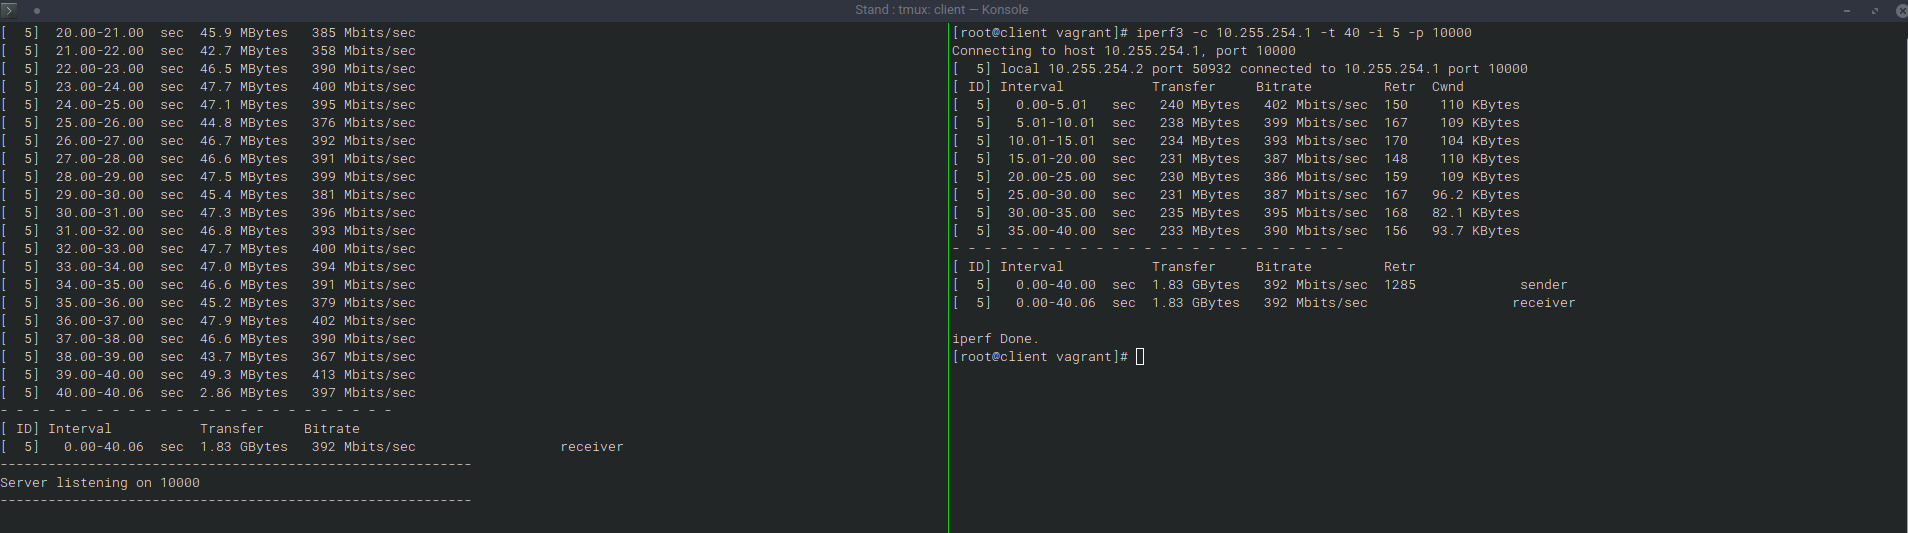 Stand : tmux: client — Konsole
[  5]  20.00-21.00  sec  45.9 MBytes   385 Mbits/sec
[  5]  21.00-22.00  sec  42.7 MBytes   358 Mbits/sec
[  5]  22.00-23.00  sec  46.5 MBytes   390 Mbits/sec
[  5]  23.00-24.00  sec  47.7 MBytes   400 Mbits/sec
[  5]  24.00-25.00  sec  47.1 MBytes   395 Mbits/sec
[  5]  25.00-26.00  sec  44.8 MBytes   376 Mbits/sec
[  5]  26.00-27.00  sec  46.7 MBytes   392 Mbits/sec
[  5]  27.00-28.00  sec  46.6 MBytes   391 Mbits/sec
[  5]  28.00-29.00  sec  47.5 MBytes   399 Mbits/sec
[  5]  29.00-30.00  sec  45.4 MBytes   381 Mbits/sec
[  5]  30.00-31.00  sec  47.3 MBytes   396 Mbits/sec
[  5]  31.00-32.00  sec  46.8 MBytes   393 Mbits/sec
[  5]  32.00-33.00  sec  47.7 MBytes   400 Mbits/sec
[  5]  33.00-34.00  sec  47.0 MBytes   394 Mbits/sec
[  5]  34.00-35.00  sec  46.6 MBytes   391 Mbits/sec
[  5]  35.00-36.00  sec  45.2 MBytes   379 Mbits/sec
[  5]  36.00-37.00  sec  47.9 MBytes   402 Mbits/sec
[  5]  37.00-38.00  sec  46.6 MBytes   390 Mbits/sec
[  5]  38.00-39.00  sec  43.7 MBytes   367 Mbits/sec
[  5]  39.00-40.00  sec  49.3 MBytes   413 Mbits/sec
[  5]  40.00-40.06  sec  2.86 MBytes   397 Mbits/sec
- - - - - - - - - - - - - - - - - - - - - - - - -
[ ID] Interval           Transfer     Bitrate
[  5]   0.00-40.06  sec  1.83 GBytes   392 Mbits/sec                  receiver
-----------------------------------------------------------
Server listening on 10000
-----------------------------------------------------------
[root@client vagrant]# iperf3 -c 10.255.254.1 -t 40 -i 5 -p 10000
Connecting to host 10.255.254.1, port 10000
[  5] local 10.255.254.2 port 50932 connected to 10.255.254.1 port 10000
[ ID] Interval           Transfer     Bitrate         Retr  Cwnd
[  5]   0.00-5.01   sec   240 MBytes   402 Mbits/sec  150    110 KBytes
[  5]   5.01-10.01  sec   238 MBytes   399 Mbits/sec  167    109 KBytes
[  5]  10.01-15.01  sec   234 MBytes   393 Mbits/sec  170    104 KBytes
[  5]  15.01-20.00  sec   231 MBytes   387 Mbits/sec  148    110 KBytes
[  5]  20.00-25.00  sec   230 MBytes   386 Mbits/sec  159    109 KBytes
[  5]  25.00-30.00  sec   231 MBytes   387 Mbits/sec  167   96.2 KBytes
[  5]  30.00-35.00  sec   235 MBytes   395 Mbits/sec  168   82.1 KBytes
[  5]  35.00-40.00  sec   233 MBytes   390 Mbits/sec  156   93.7 KBytes
- - - - - - - - - - - - - - - - - - - - - - - - -
[ ID] Interval           Transfer     Bitrate         Retr
[  5]   0.00-40.00  sec  1.83 GBytes   392 Mbits/sec  1285             sender
[  5]   0.00-40.06  sec  1.83 GBytes   392 Mbits/sec                  receiver
iperf Done.
[root@client vagrant]#